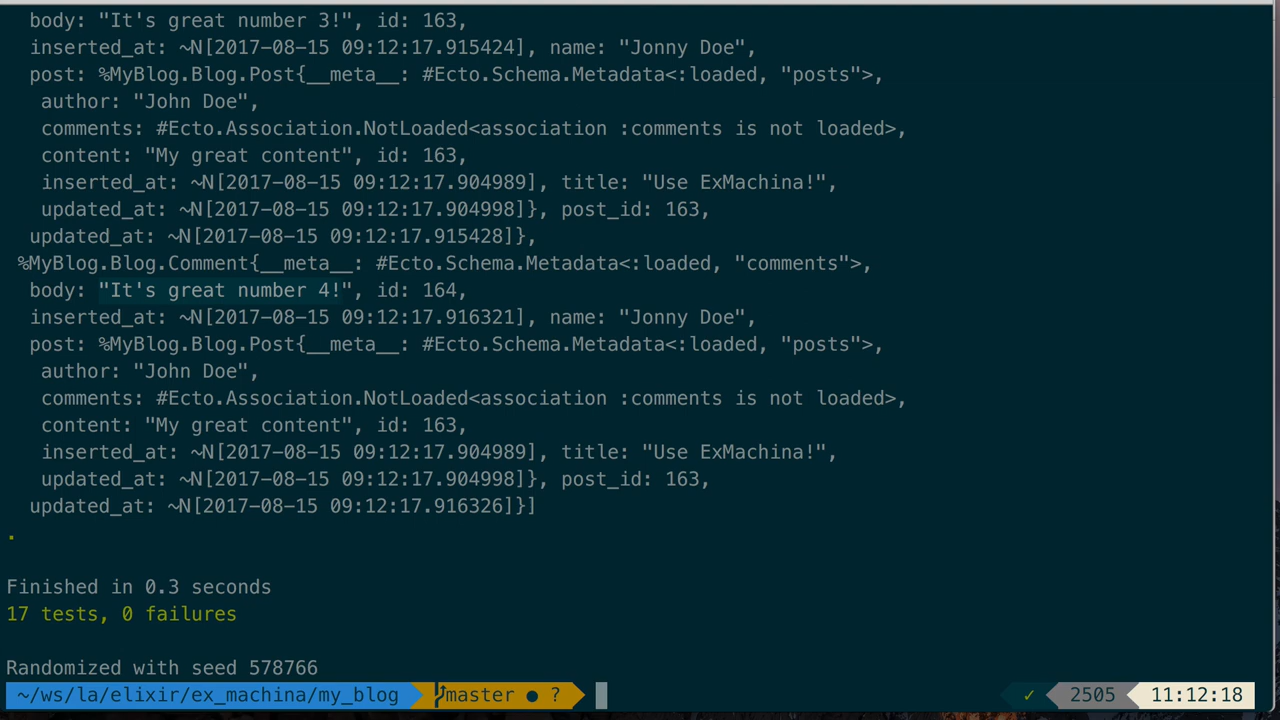 body: "It's great number 3!", id: 163,
inserted_at: ~N[2017-08-15 09:12:17.915424], name: "Jonny Doe",
post: %MyBlog.Blog.Post{__meta__: #Ecto.Schema.Metadata<:loaded, "posts">,
author: "John Doe",
comments: #Ecto.Association.NotLoaded<association :comments is not loaded>,
content: "My great content", id: 163,
inserted_at: ~N[2017-08-15 09:12:17.904989], title: "Use ExMachina!",
updated_at: ~N[2017-08-15 09:12:17.904998]}, post_id: 163,
updated_at: ~N[2017-08-15 09:12:17.915428]},
%MyBlog.Blog.Comment{__meta__: #Ecto.Schema.Metadata<:loaded, "comments">,
body: "It's great number 4!", id: 164,
inserted_at: ~N[2017-08-15 09:12:17.916321], name: "Jonny Doe",
post: %MyBlog.Blog.Post{__meta__: #Ecto.Schema.Metadata<:loaded, "posts">,
author: "John Doe",
comments: #Ecto.Association.NotLoaded<association :comments is not loaded>,
content: "My great content", id: 163,
inserted_at: ~N[2017-08-15 09:12:17.904989], title: "Use ExMachina!",
updated_at: ~N[2017-08-15 09:12:17.904998]}, post_id: 163,
updated_at: ~N[2017-08-15 09:12:17.916326]}]
.
Finished in 0.3 seconds
17 tests, 0 failures
Randomized with seed 578766
~/ws/la/elixir/ex_machina/my_blog master ● ? ✓ 2505 11:12:18